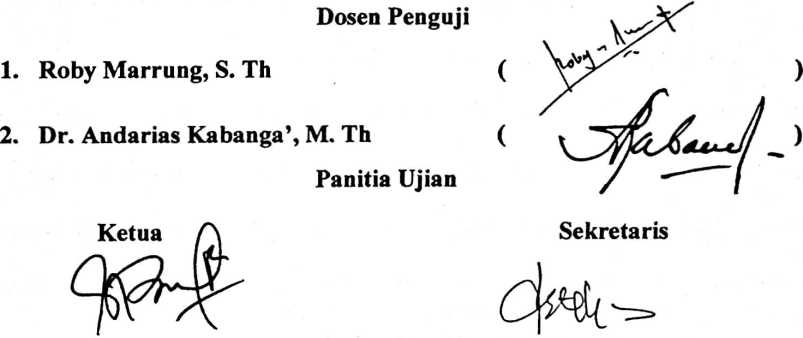 Dosen Penguji
1. Roby Marrung, S. Th ( )
2. Dr. Andarias Kabanga', M. Th ( )
Panitia Ujian
Ketua Sekretaris